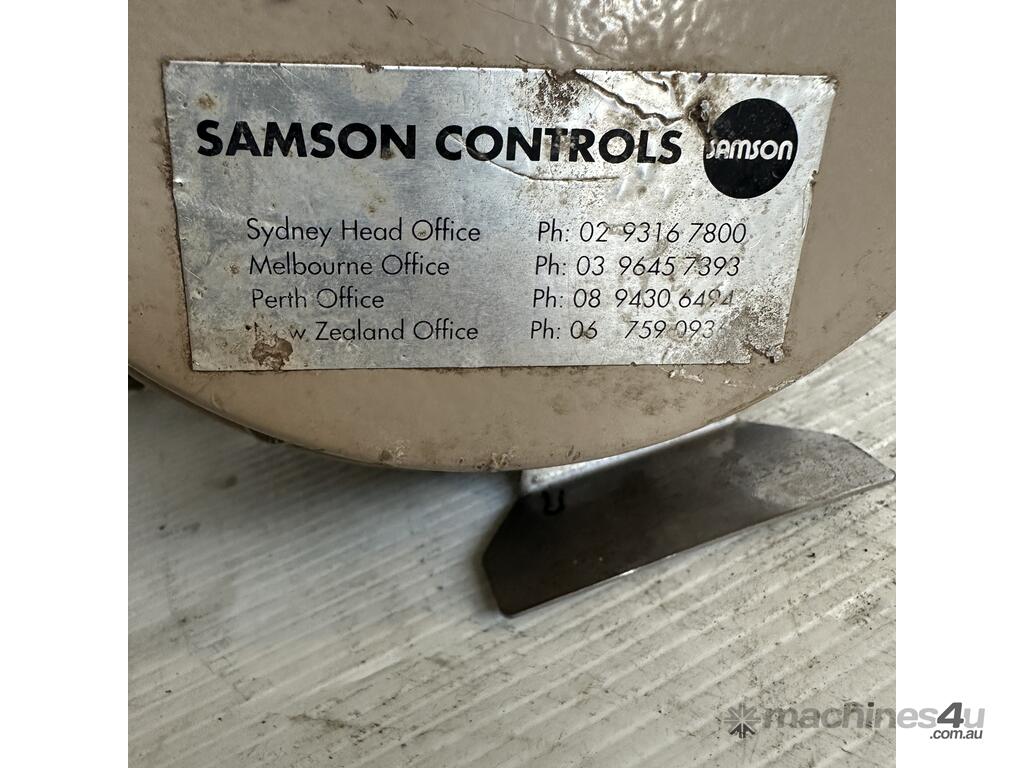 SAMSON CONTROLS
SAMSON
Sydney Head Office Ph: 02 9316 7800
Melbourne Office Ph: 03 9645 7393
Perth Office Ph: 08 9430 6494
Zealand Office Ph: 06 759
machines4u
.com.au